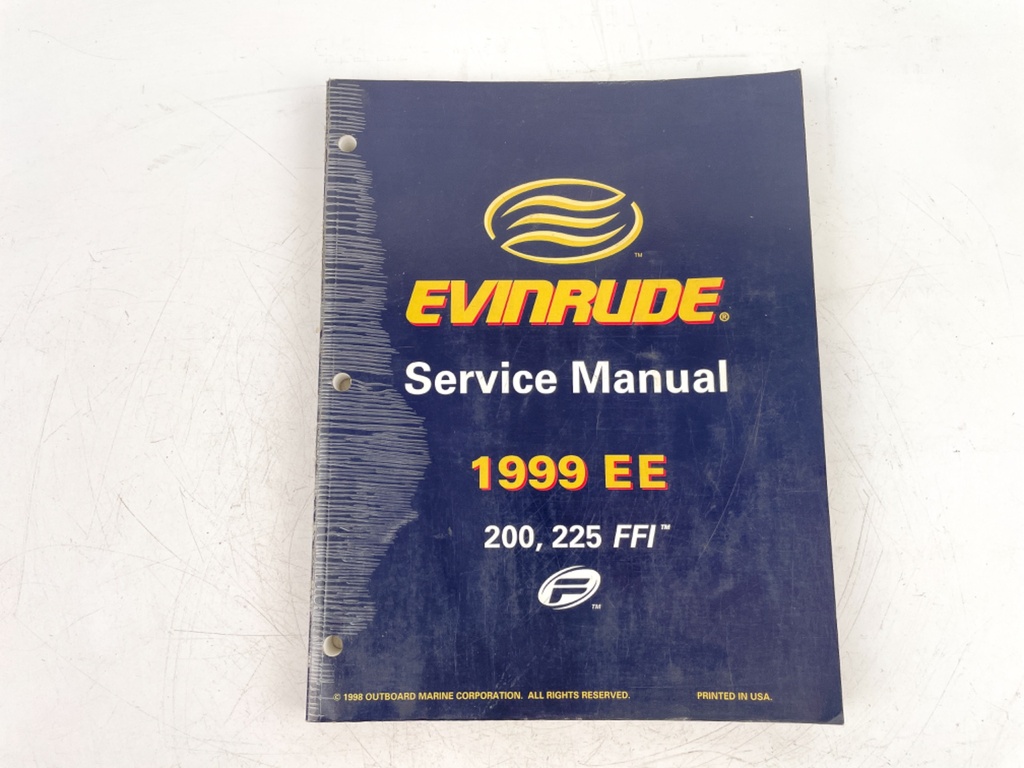 ™
EVINRUDE®
Service Manual
1999 EE
200, 225 FFI™
F™
© 1998 OUTBOARD MARINE CORPORATION. ALL RIGHTS RESERVED. PRINTED IN USA.